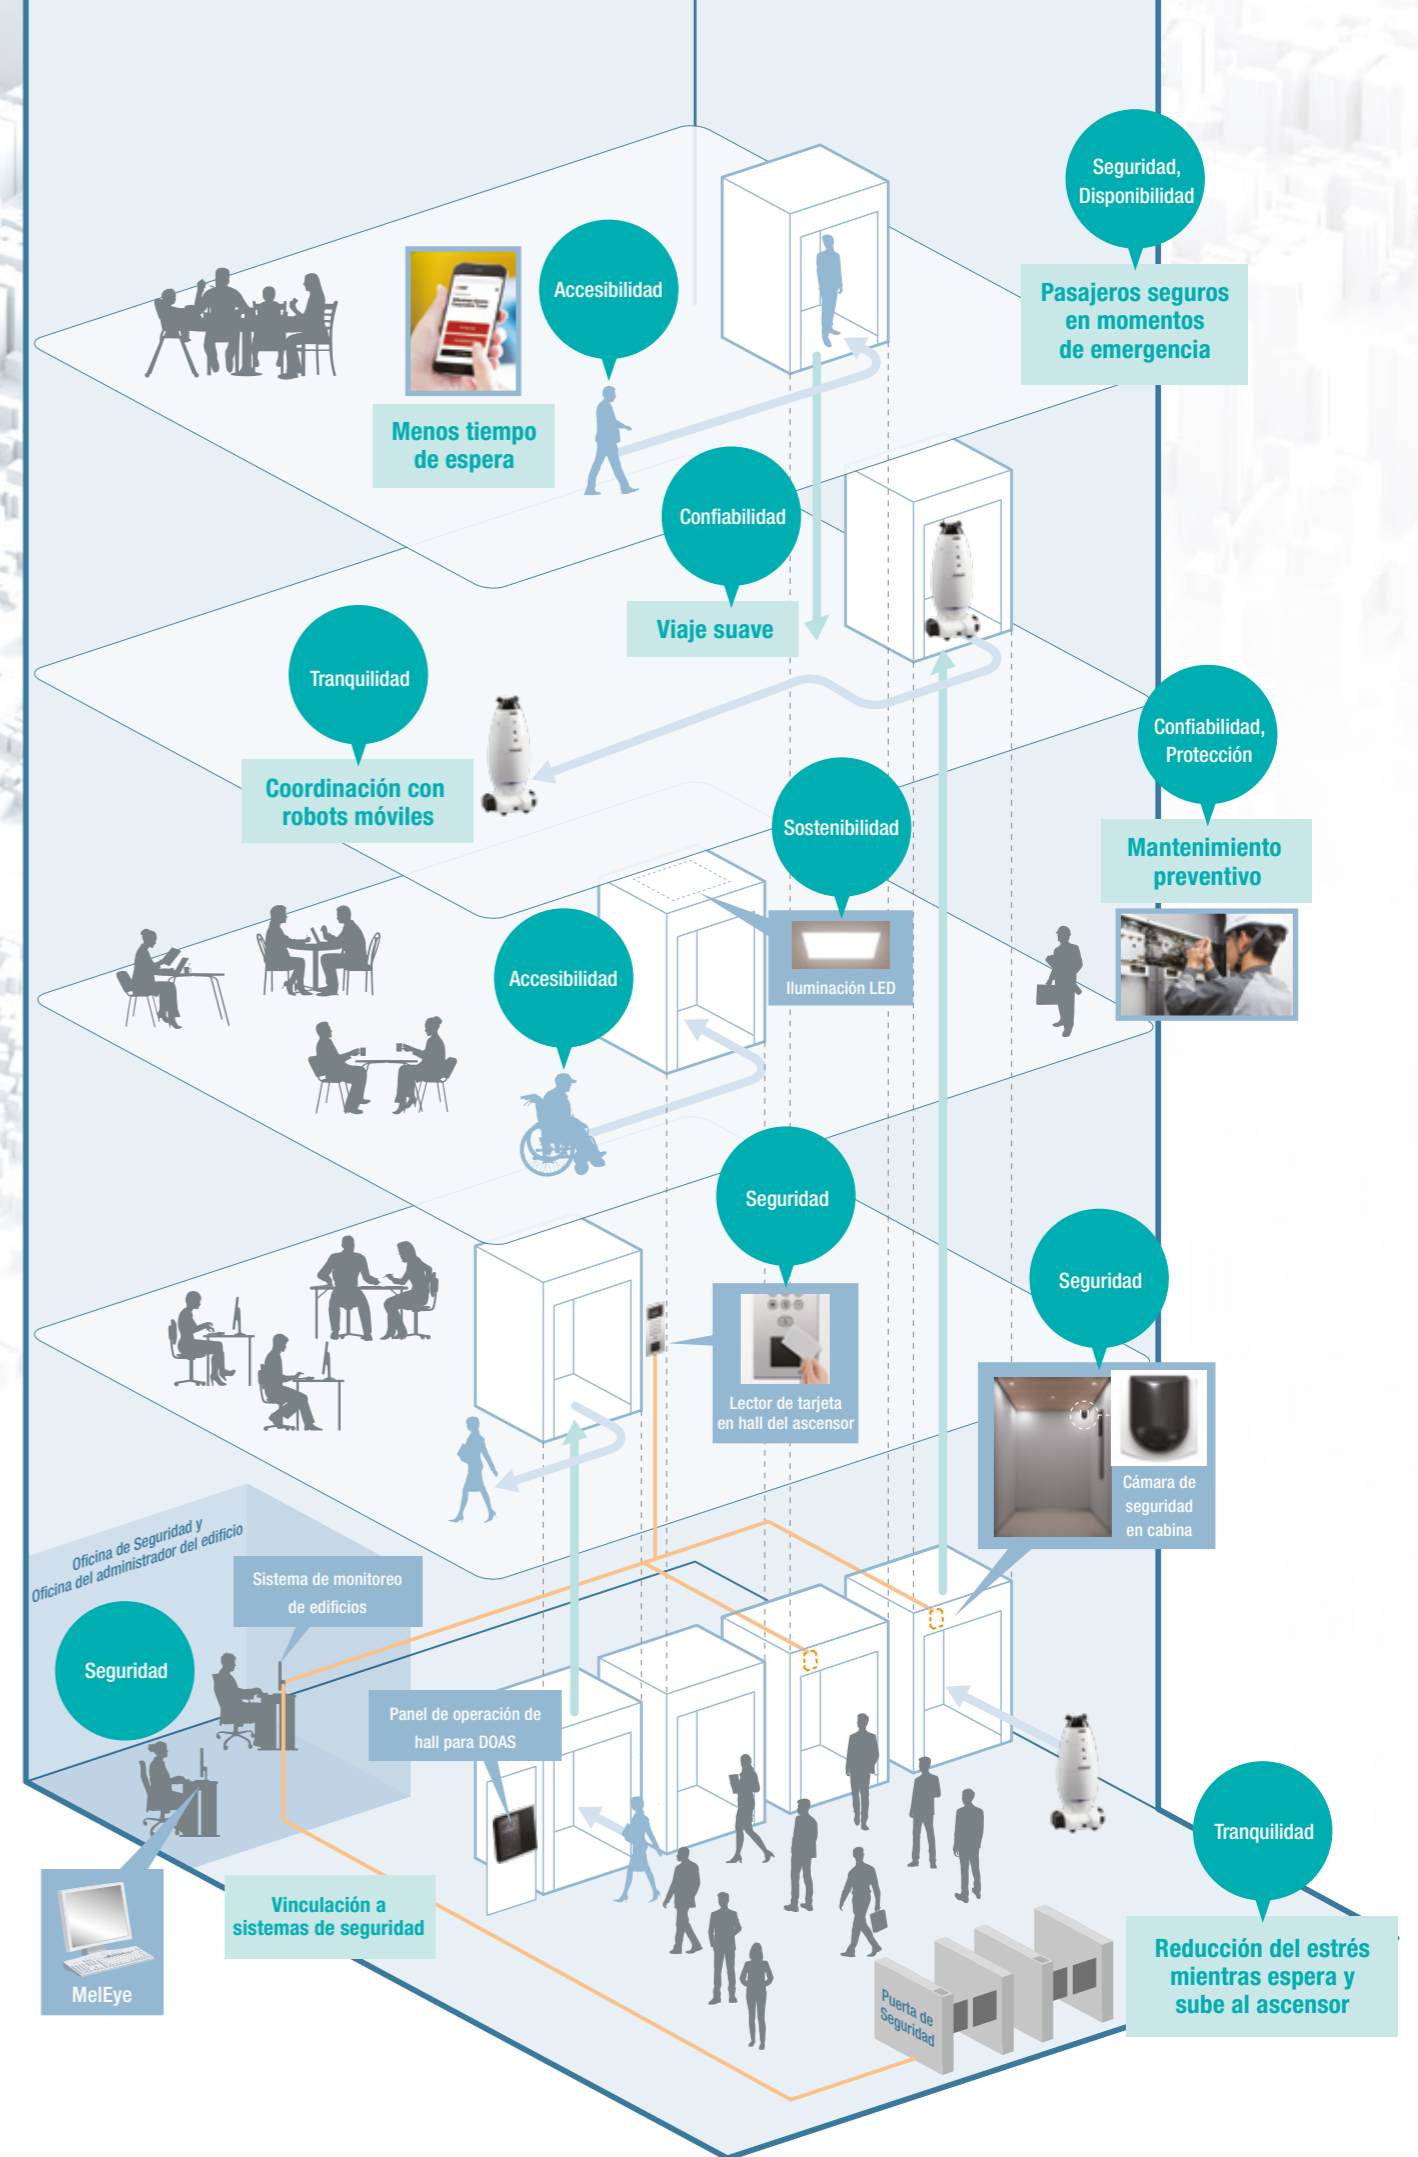 Seguridad,
Disponibilidad
Pasajeros seguros
en momentos
de emergencia
Accesibilidad
Menos tiempo
de espera
Confiabilidad
Viaje suave
Tranquilidad
Coordinación con
robots móviles
Confiabilidad,
Protección
Mantenimiento
preventivo
Sostenibilidad
Iluminación LED
Accesibilidad
Seguridad
Lector de tarjeta
en hall del ascensor
Seguridad
Cámara de
seguridad
en cabina
Oficina de Seguridad y
Oficina del administrador del edificio
Sistema de monitoreo
de edificios
Seguridad
Panel de operación de
hall para DOAS
MelEye
Vinculación a
sistemas de seguridad
Tranquilidad
Reducción del estrés
mientras espera y
sube al ascensor
Puerta de
Seguridad